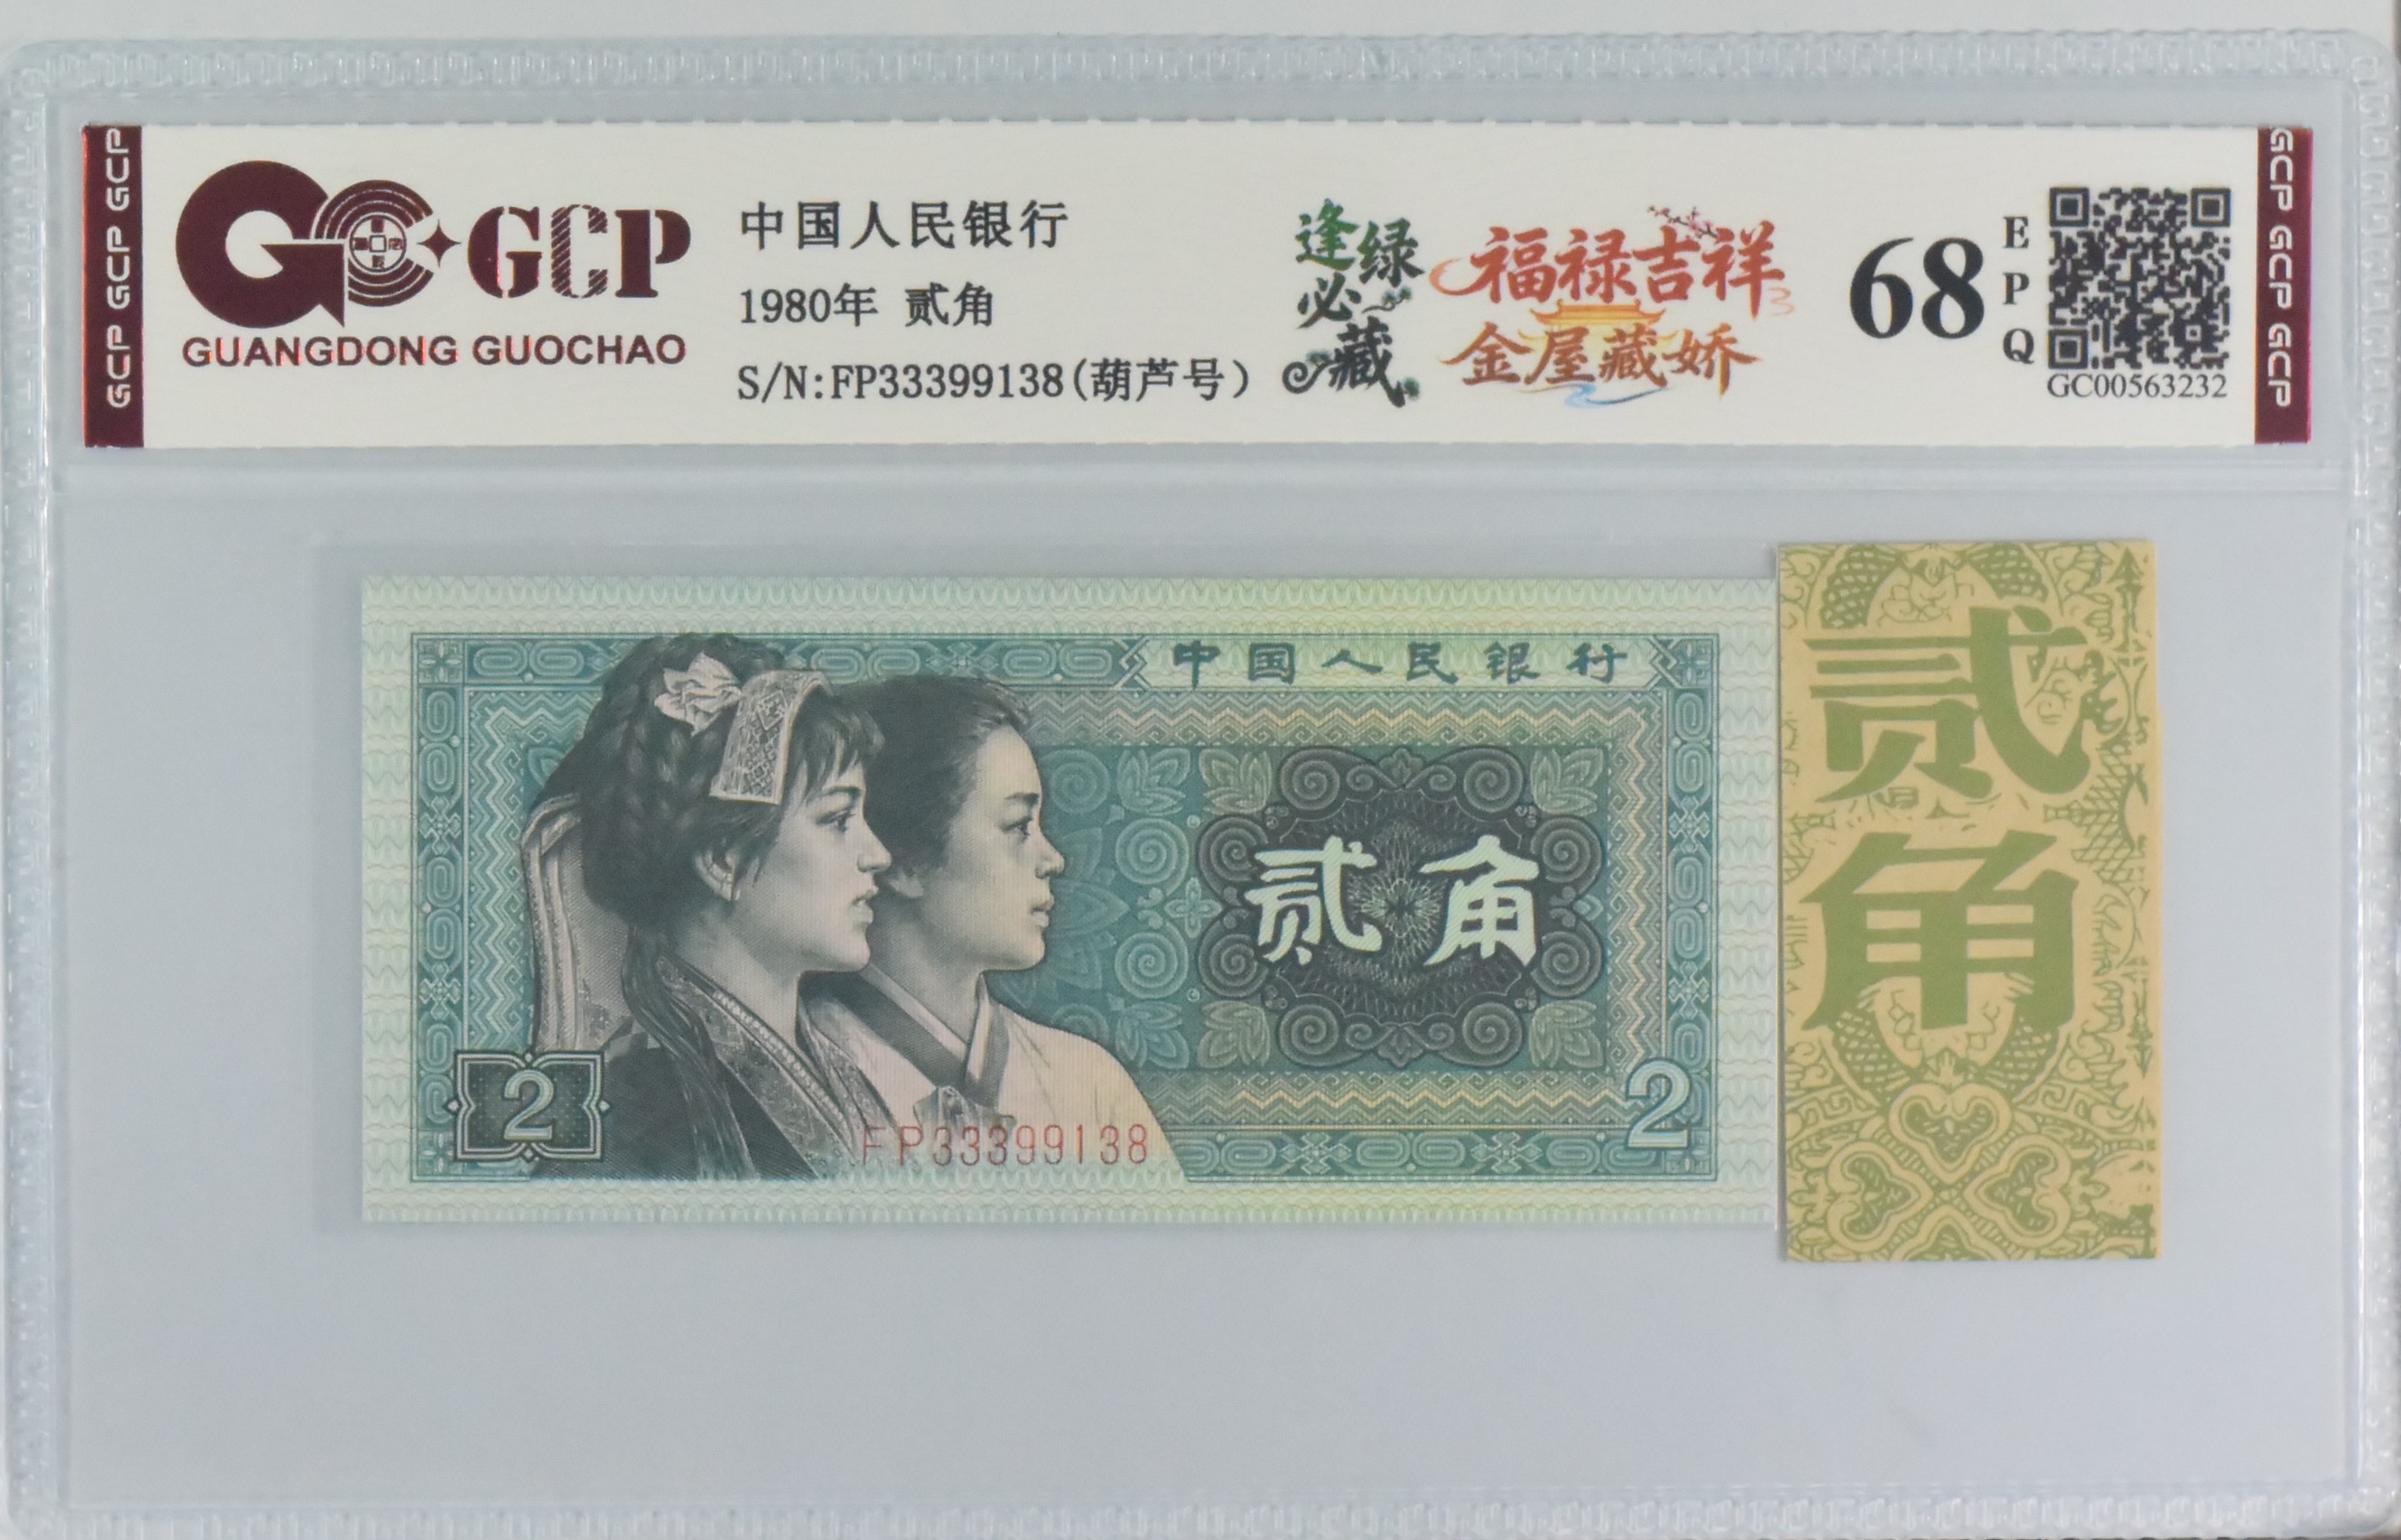 GCP GCP GCP
GCP
GUANGDONG GUOCHAO
中国人民银行
1980年 贰角
S/N:FP33399138(葫芦号)
逢绿必藏
福禄吉祥
金屋藏娇
68
EPQ
GC00563232
GCP GCP GCP
中国人民银行
贰角
2
2
FP33399138
贰角